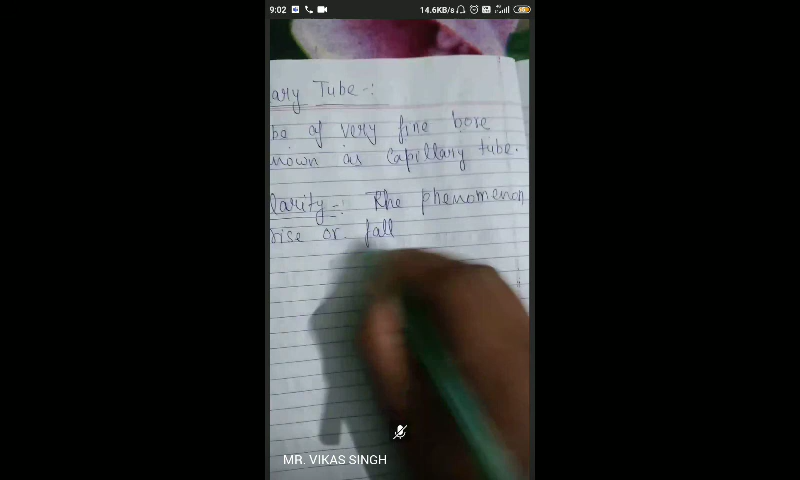 9:02 14.6KB/s
ary Tube-:
be of very fine bore
nown as Capillary tube.
larity-: The phenomenon
rise or fall
MR. VIKAS SINGH